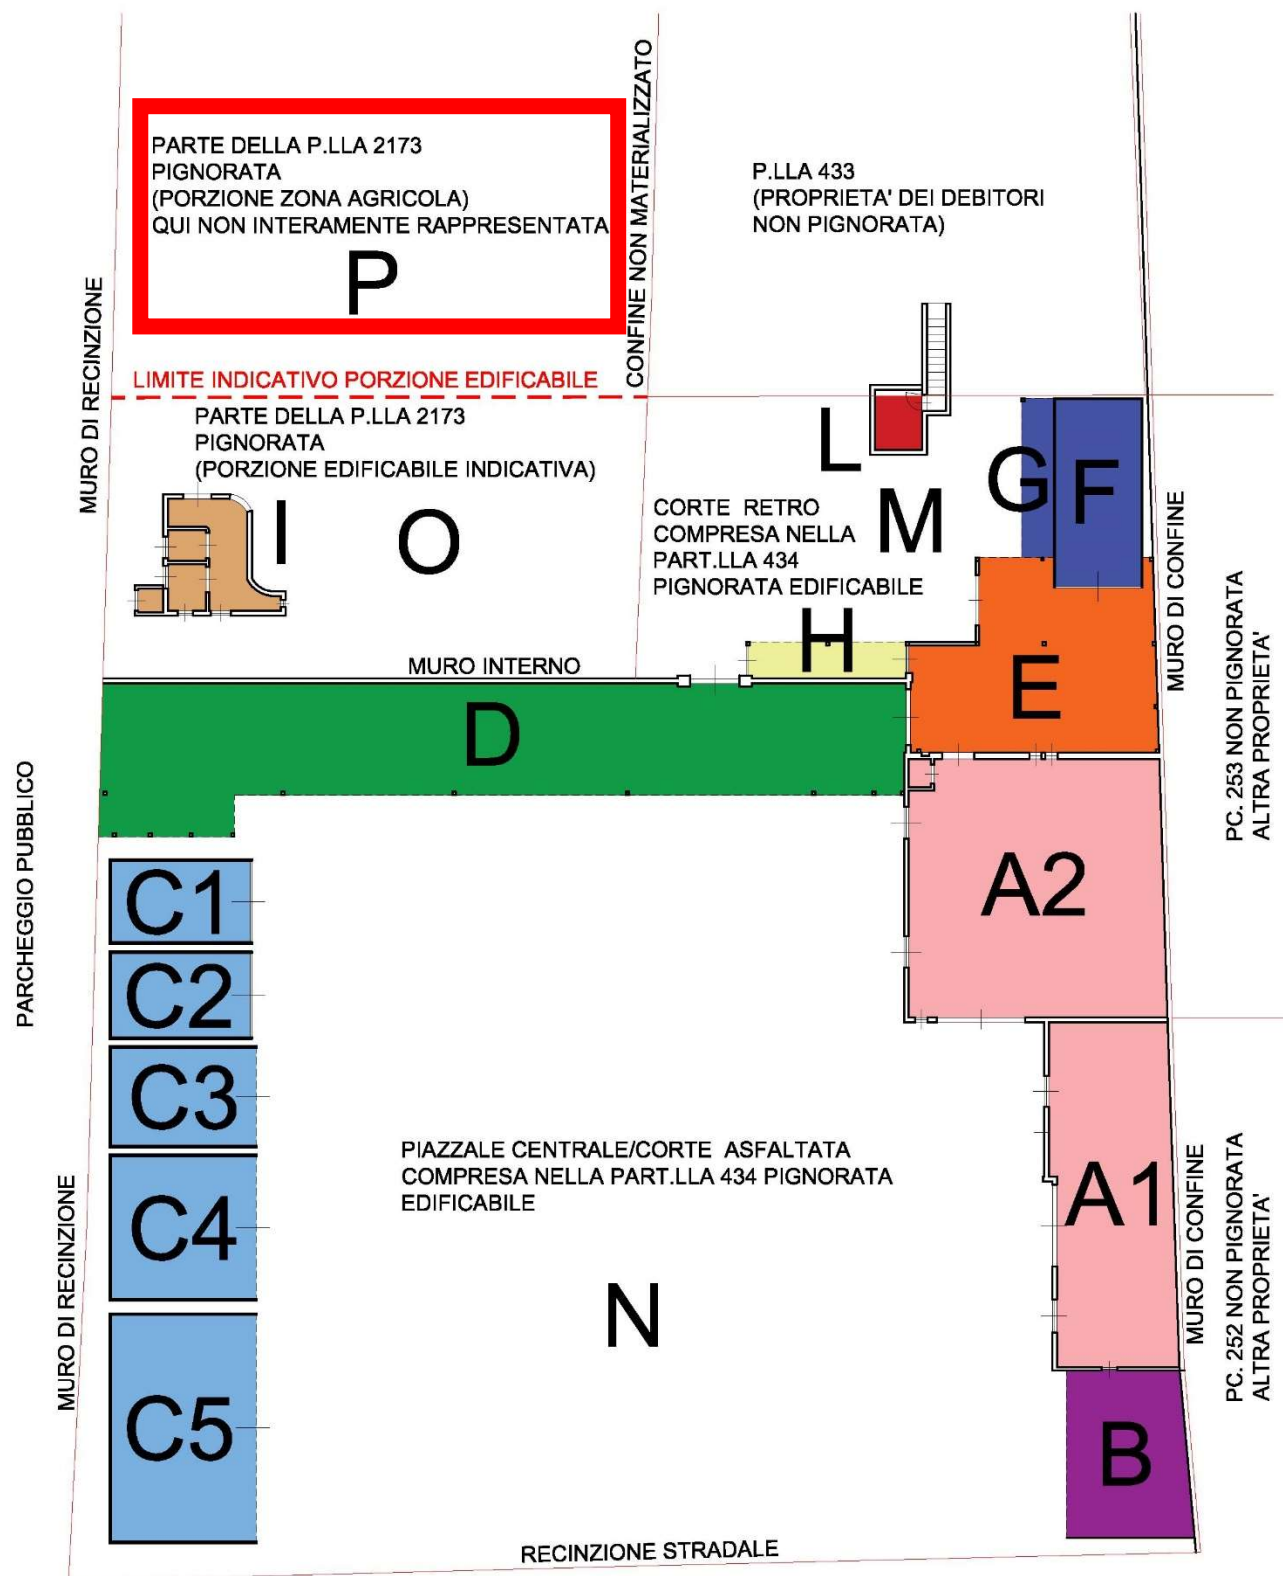 PARTE DELLA P.LLA 2173
PIGNORATA
(PORZIONE ZONA AGRICOLA)
QUI NON INTERAMENTE RAPPRESENTATA
P
CONFINE NON MATERIALIZZATO
P.LLA 433
(PROPRIETA' DEI DEBITORI
NON PIGNORATA)
MURO DI RECINZIONE
LIMITE INDICATIVO PORZIONE EDIFICABILE
PARTE DELLA P.LLA 2173
PIGNORATA
(PORZIONE EDIFICABILE INDICATIVA)
I
O
L
M
G
F
CORTE RETRO
COMPRESA NELLA
PART.LLA 434
PIGNORATA EDIFICABILE
H
E
MURO DI CONFINE
PC. 253 NON PIGNORATA
ALTRA PROPRIETA'
MURO INTERNO
D
PARCHEGGIO PUBBLICO
A2
C1
C2
C3
C4
C5
PIAZZALE CENTRALE/CORTE ASFALTATA
COMPRESA NELLA PART.LLA 434 PIGNORATA
EDIFICABILE
N
A1
MURO DI RECINZIONE
MURO DI CONFINE
PC. 252 NON PIGNORATA
ALTRA PROPRIETA'
B
RECINZIONE STRADALE